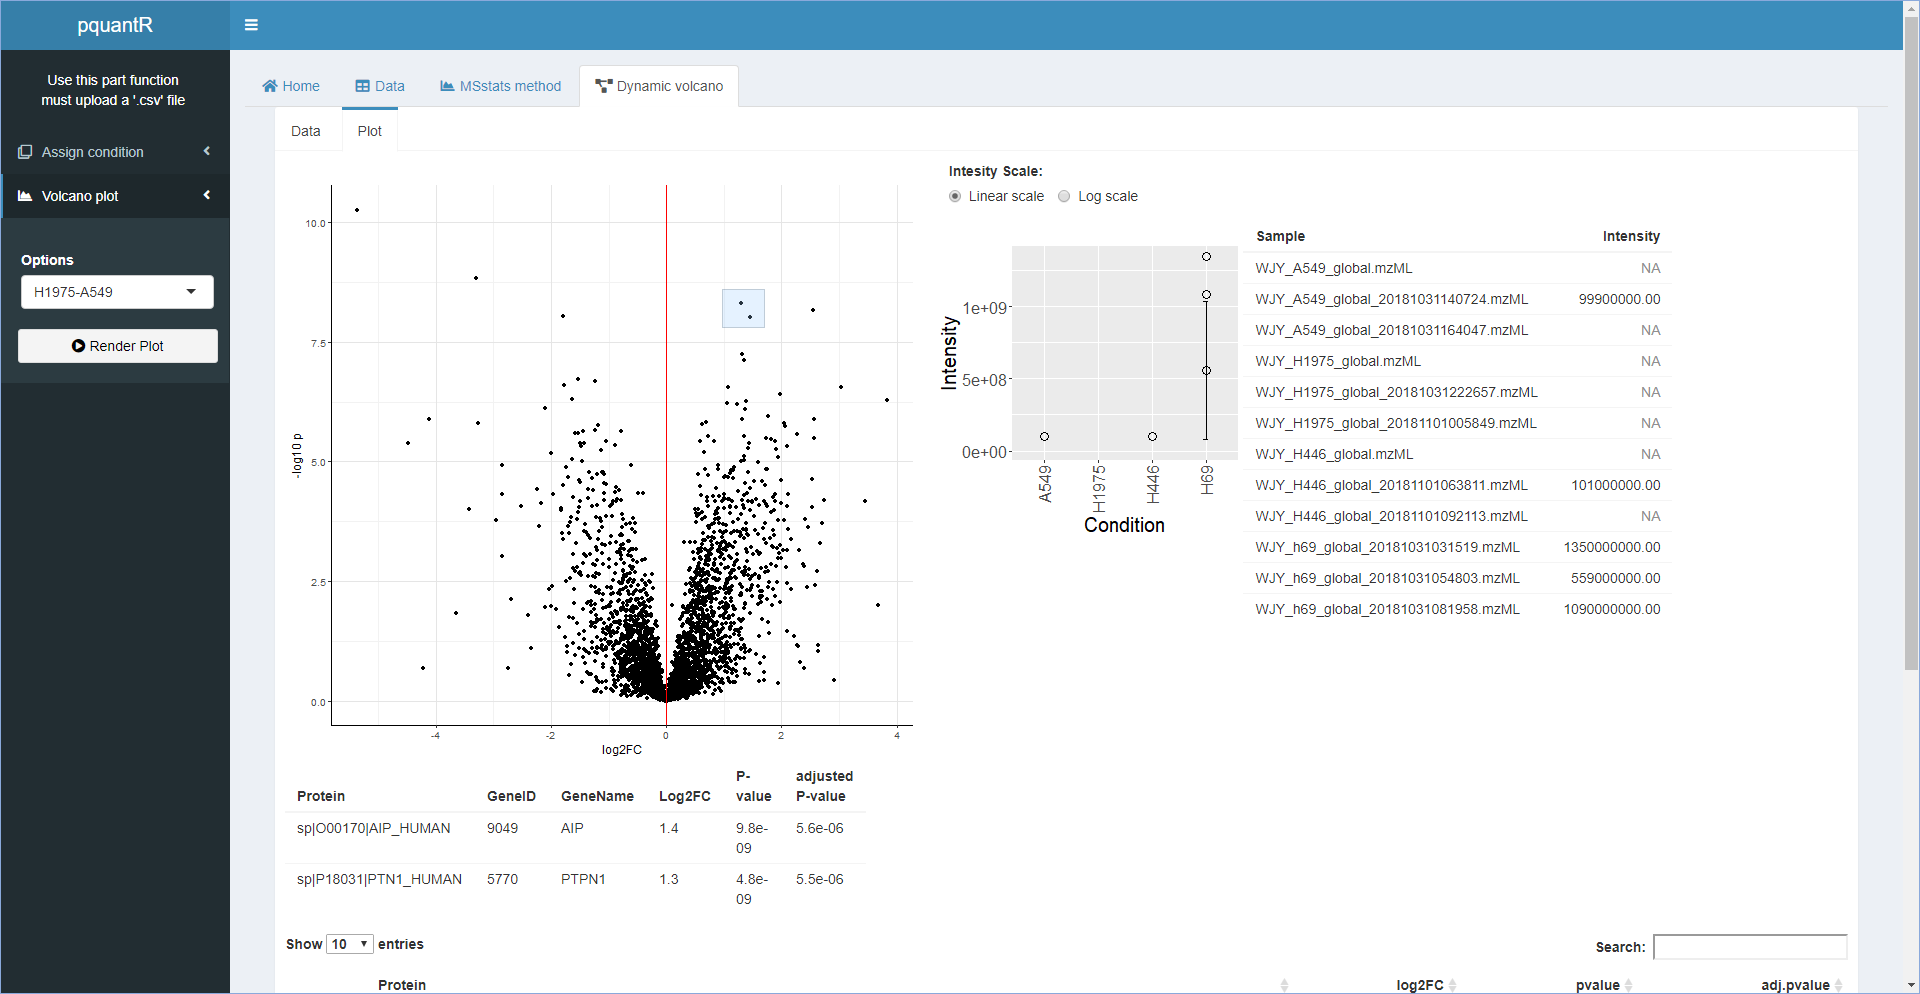 pquantR
Use this part function
must upload a '.csv' file
Assign condition
Volcano plot
Options
H1975-A549
Render Plot
Home
Data
MSstats method
Dynamic volcano
Data
Plot
10.0
7.5
5.0
2.5
0.0
-log10 p
-4
-2
0
2
4
log2FC
Intesity Scale:
Linear scale
Log scale
1e+09
5e+08
0e+00
Intensity
A549
H1975
H446
H69
Condition
Sample Intensity
WJY_A549_global.mzML NA
WJY_A549_global_20181031140724.mzML 99900000.00
WJY_A549_global_20181031164047.mzML NA
WJY_H1975_global.mzML NA
WJY_H1975_global_20181031222657.mzML NA
WJY_H1975_global_20181101005849.mzML NA
WJY_H446_global.mzML NA
WJY_H446_global_20181101063811.mzML 101000000.00
WJY_H446_global_20181101092113.mzML NA
WJY_h69_global_20181031031519.mzML 1350000000.00
WJY_h69_global_20181031054803.mzML 559000000.00
WJY_h69_global_20181031081958.mzML 1090000000.00
P- adjusted
Protein GeneID GeneName Log2FC value P-value
sp|O00170|AIP_HUMAN 9049 AIP 1.4 9.8e- 5.6e-06
09
sp|P18031|PTN1_HUMAN 5770 PTPN1 1.3 4.8e- 5.5e-06
09
Show 10 entries
Search:
Protein log2FC pvalue adj.pvalue